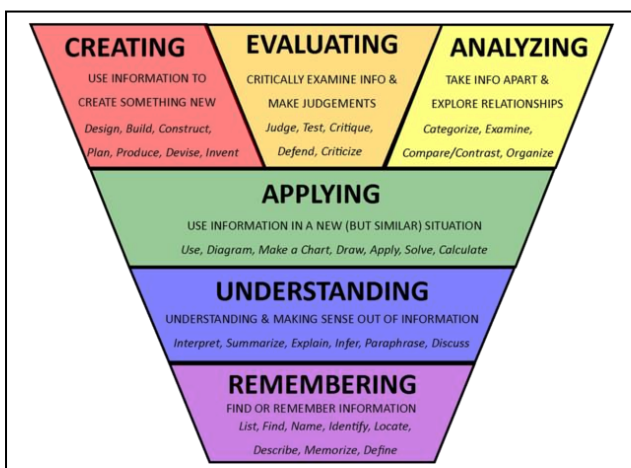 CREATING
USE INFORMATION TO
CREATE SOMETHING NEW
Design, Build, Construct,
Plan, Produce, Devise, Invent
EVALUATING
CRITICALLY EXAMINE INFO &
MAKE JUDGEMENTS
Judge, Test, Critique,
Defend, Criticize
ANALYZING
TAKE INFO APART &
EXPLORE RELATIONSHIPS
Categorize, Examine,
Compare/Contrast, Organize
APPLYING
USE INFORMATION IN A NEW (BUT SIMILAR) SITUATION
Use, Diagram, Make a Chart, Draw, Apply, Solve, Calculate
UNDERSTANDING
UNDERSTANDING & MAKING SENSE OUT OF INFORMATION
Interpret, Summarize, Explain, Infer, Paraphrase, Discuss
REMEMBERING
FIND OR REMEMBER INFORMATION
List, Find, Name, Identify, Locate,
Describe, Memorize, Define